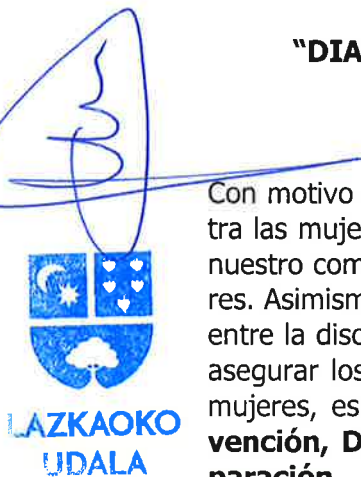 "DIA
Con motivo
tra las muje
nuestro com
res. Asimism
entre la disc
asegurar los
mujeres, es
vención, D
paración
LAZKAOKO
UDALA